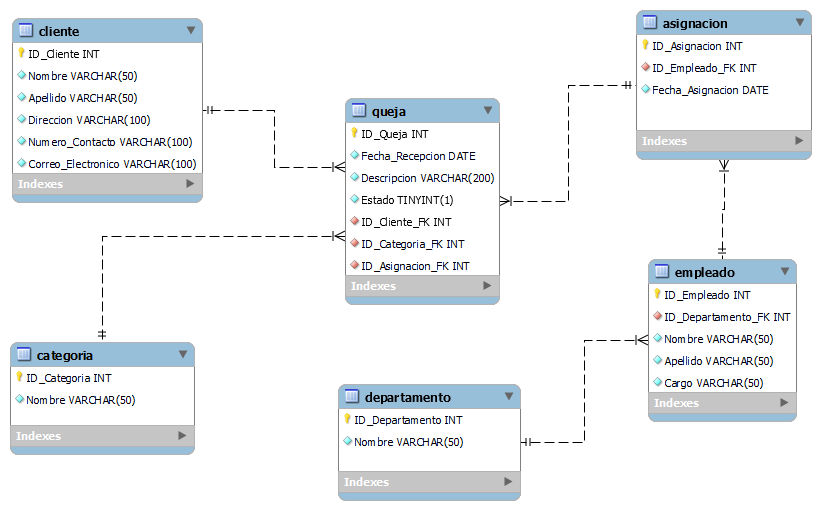 cliente
ID_Cliente INT
Nombre VARCHAR(50)
Apellido VARCHAR(50)
Direccion VARCHAR(100)
Numero_Contacto VARCHAR(100)
Correo_Electronico VARCHAR(100)
Indexes
queja
ID_Queja INT
Fecha_Recepcion DATE
Descripcion VARCHAR(200)
Estado TINYINT(1)
ID_Cliente_FK INT
ID_Categoria_FK INT
ID_Asignacion_FK INT
Indexes
asignacion
ID_Asignacion INT
ID_Empleado_FK INT
Fecha_Asignacion DATE
Indexes
empleado
ID_Empleado INT
ID_Departamento_FK INT
Nombre VARCHAR(50)
Apellido VARCHAR(50)
Cargo VARCHAR(50)
Indexes
categoria
ID_Categoria INT
Nombre VARCHAR(50)
Indexes
departamento
ID_Departamento INT
Nombre VARCHAR(50)
Indexes